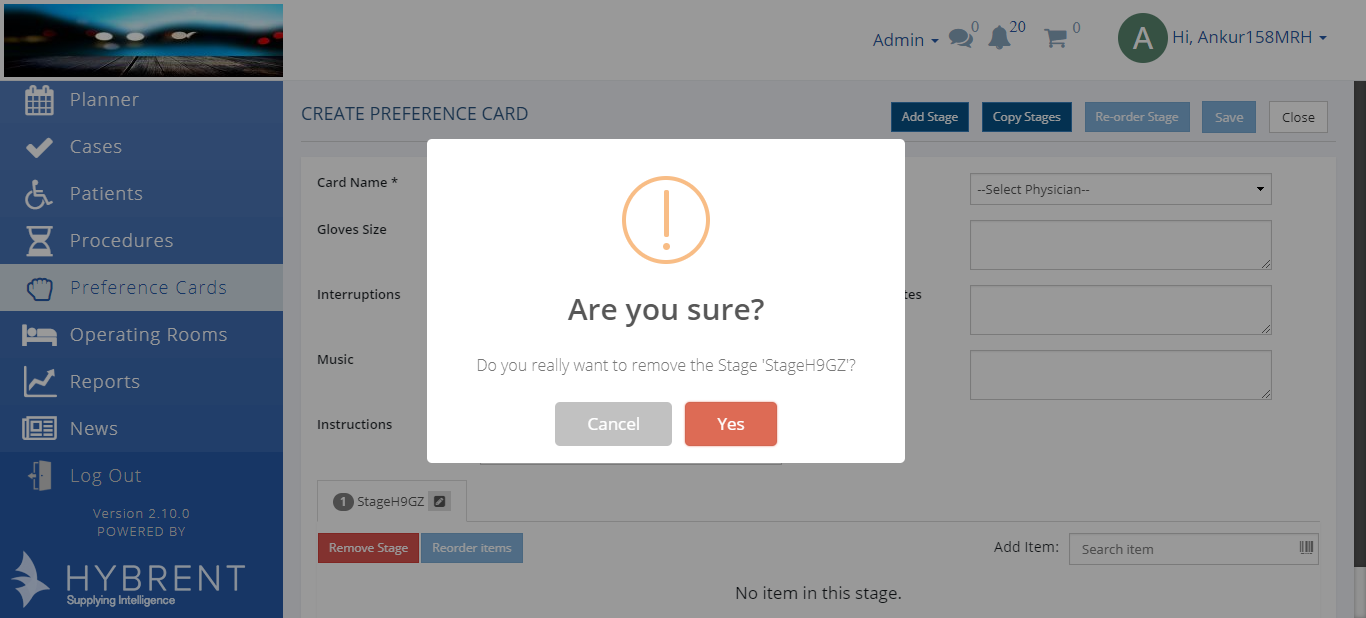 Admin
0
20
0
A
Hi, Ankur158MRH
Planner
Cases
Patients
Procedures
Preference Cards
Operating Rooms
Reports
News
Log Out
Version 2.10.0
POWERED BY
HYBRENT
Supplying Intelligence
CREATE PREFERENCE CARD
Add Stage
Copy Stages
Re-order Stage
Save
Close
Card Name *
--Select Physician--
Gloves Size
Interruptions
tes
Music
Instructions
Are you sure?
Do you really want to remove the Stage 'StageH9GZ'?
Cancel
Yes
1 StageH9GZ
Remove Stage
Reorder items
Add Item:
Search item
No item in this stage.